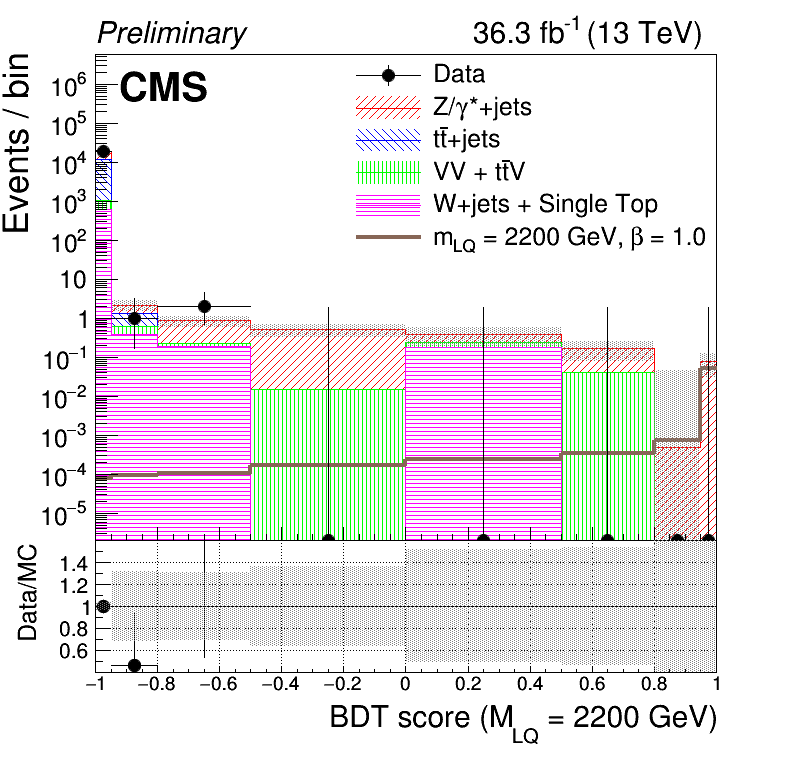 Preliminary 36.3 fb⁻¹ (13 TeV)
CMS
Events / bin
Data
Z/γ*+jets
tt̄+jets
VV + tt̄V
W+jets + Single Top
m_LQ = 2200 GeV, β = 1.0
10⁶
10⁵
10⁴
10³
10²
10
1
10⁻¹
10⁻²
10⁻³
10⁻⁴
10⁻⁵
Data/MC
1.4
1.2
1
0.8
0.6
−1 −0.8 −0.6 −0.4 −0.2 0 0.2 0.4 0.6 0.8 1
BDT score (M_LQ = 2200 GeV)